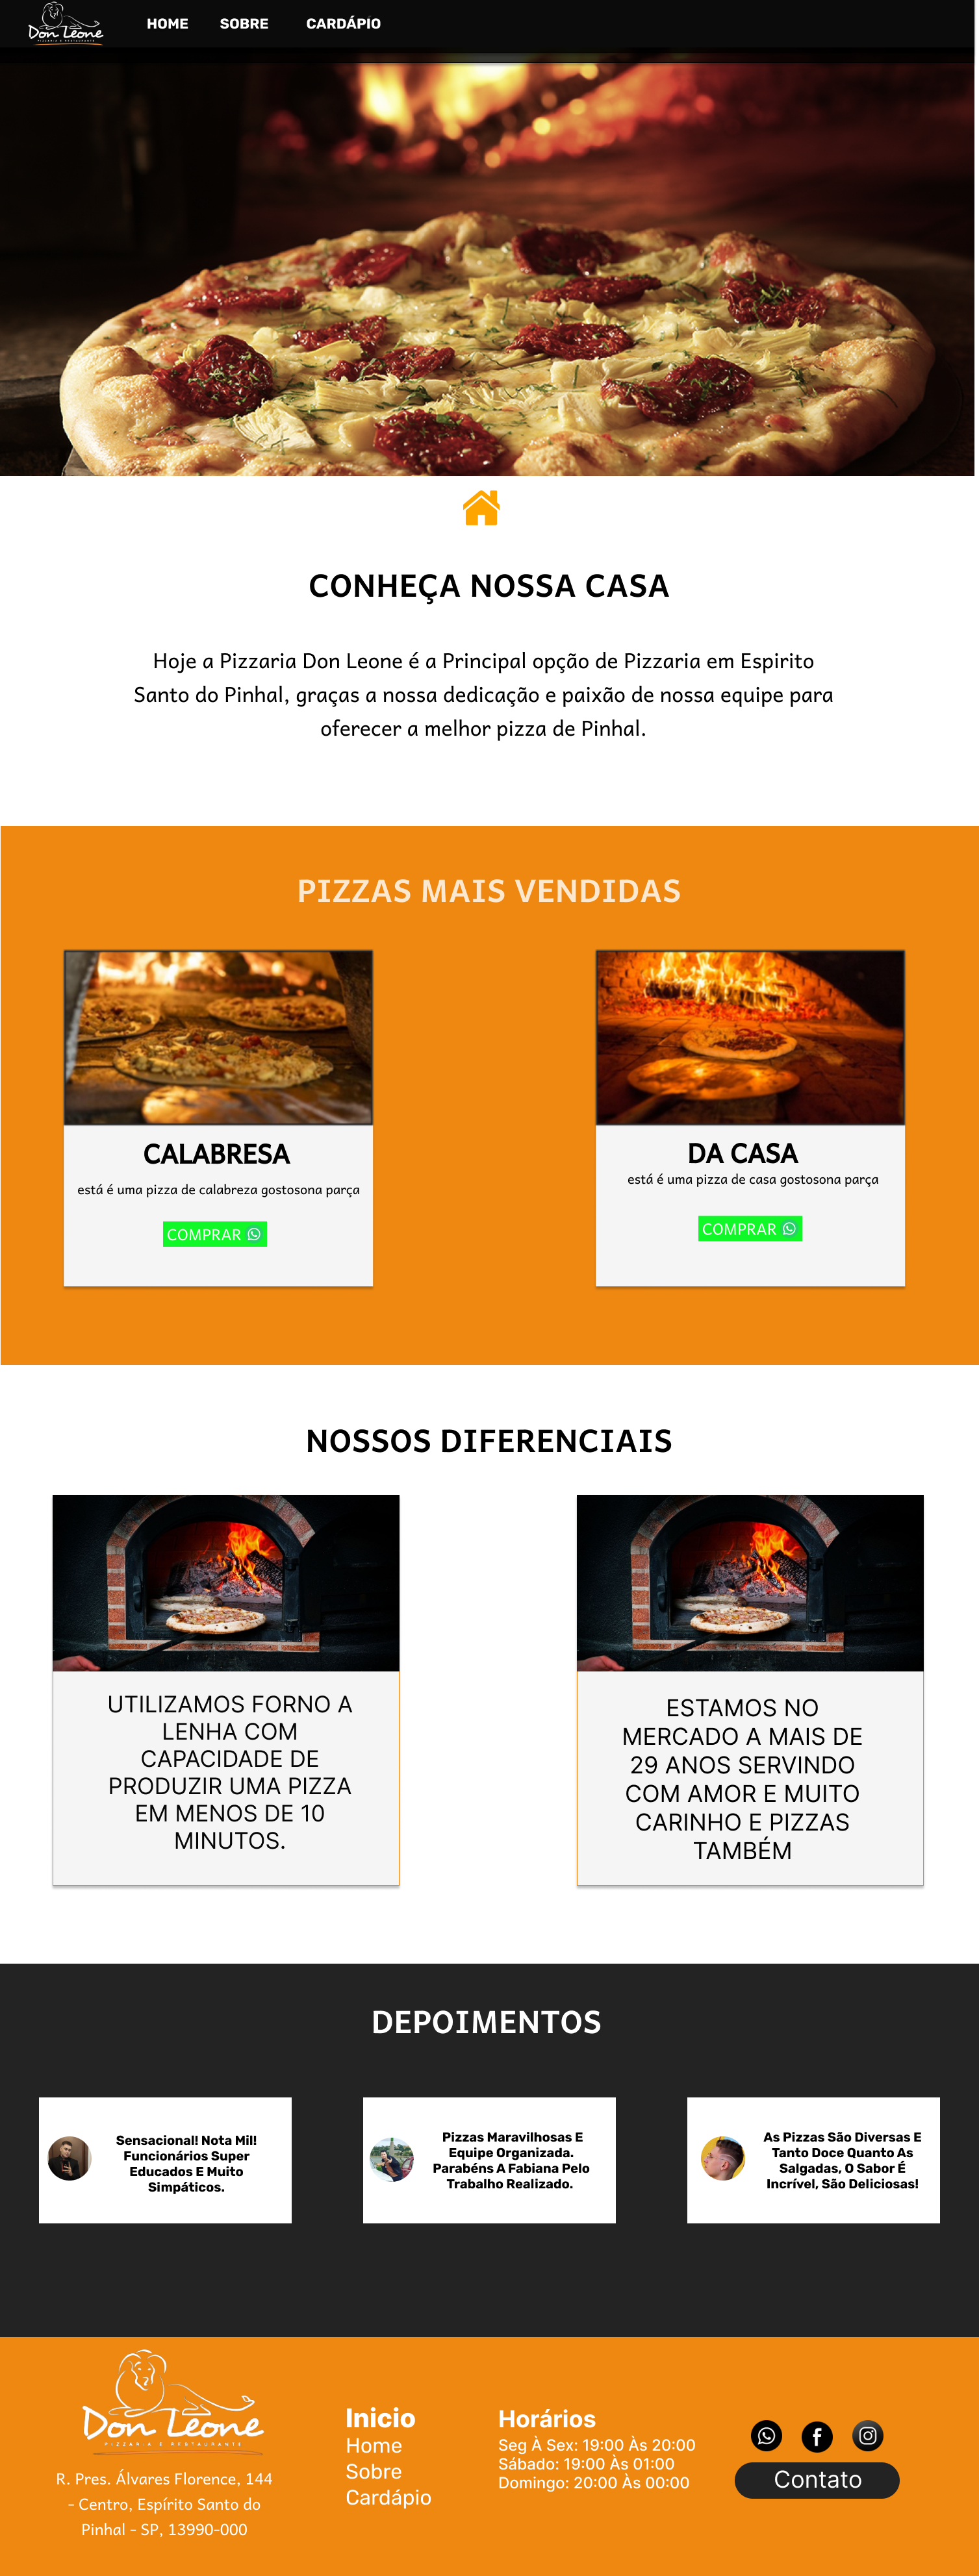 Don Leone
PIZZARIA E RESTAURANTE
HOME SOBRE CARDÁPIO
CONHEÇA NOSSA CASA
Hoje a Pizzaria Don Leone é a Principal opção de Pizzaria em Espirito
Santo do Pinhal, graças a nossa dedicação e paixão de nossa equipe para
oferecer a melhor pizza de Pinhal.
PIZZAS MAIS VENDIDAS
CALABRESA
está é uma pizza de calabreza gostosona parça
COMPRAR
DA CASA
está é uma pizza de casa gostosona parça
COMPRAR
NOSSOS DIFERENCIAIS
UTILIZAMOS FORNO A
LENHA COM
CAPACIDADE DE
PRODUZIR UMA PIZZA
EM MENOS DE 10
MINUTOS.
ESTAMOS NO
MERCADO A MAIS DE
29 ANOS SERVINDO
COM AMOR E MUITO
CARINHO E PIZZAS
TAMBÉM
DEPOIMENTOS
Sensacional! Nota Mil!
Funcionários Super
Educados E Muito
Simpáticos.
Pizzas Maravilhosas E
Equipe Organizada.
Parabéns A Fabiana Pelo
Trabalho Realizado.
As Pizzas São Diversas E
Tanto Doce Quanto As
Salgadas, O Sabor É
Incrível, São Deliciosas!
Don Leone
PIZZARIA E RESTAURANTE
R. Pres. Álvares Florence, 144
- Centro, Espírito Santo do
Pinhal - SP, 13990-000
Inicio
Home
Sobre
Cardápio
Horários
Seg À Sex: 19:00 Às 20:00
Sábado: 19:00 Às 01:00
Domingo: 20:00 Às 00:00
Contato